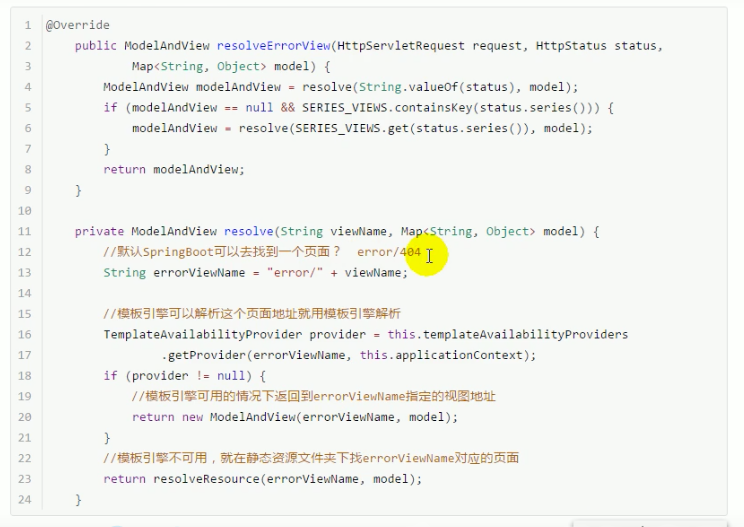 1 @Override
2     public ModelAndView resolveErrorView(HttpServletRequest request, HttpStatus status,
3             Map<String, Object> model) {
4         ModelAndView modelAndView = resolve(String.valueOf(status), model);
5         if (modelAndView == null && SERIES_VIEWS.containsKey(status.series())) {
6             modelAndView = resolve(SERIES_VIEWS.get(status.series()), model);
7         }
8         return modelAndView;
9     }
10
11     private ModelAndView resolve(String viewName, Map<String, Object> model) {
12         //默认SpringBoot可以去找到一个页面？  error/404
13         String errorViewName = "error/" + viewName;
14
15         //模板引擎可以解析这个页面地址就用模板引擎解析
16         TemplateAvailabilityProvider provider = this.templateAvailabilityProviders
17                 .getProvider(errorViewName, this.applicationContext);
18         if (provider != null) {
19             //模板引擎可用的情况下返回到errorViewName指定的视图地址
20             return new ModelAndView(errorViewName, model);
21         }
22         //模板引擎不可用，就在静态资源文件夹下找errorViewName对应的页面
23         return resolveResource(errorViewName, model);
24     }